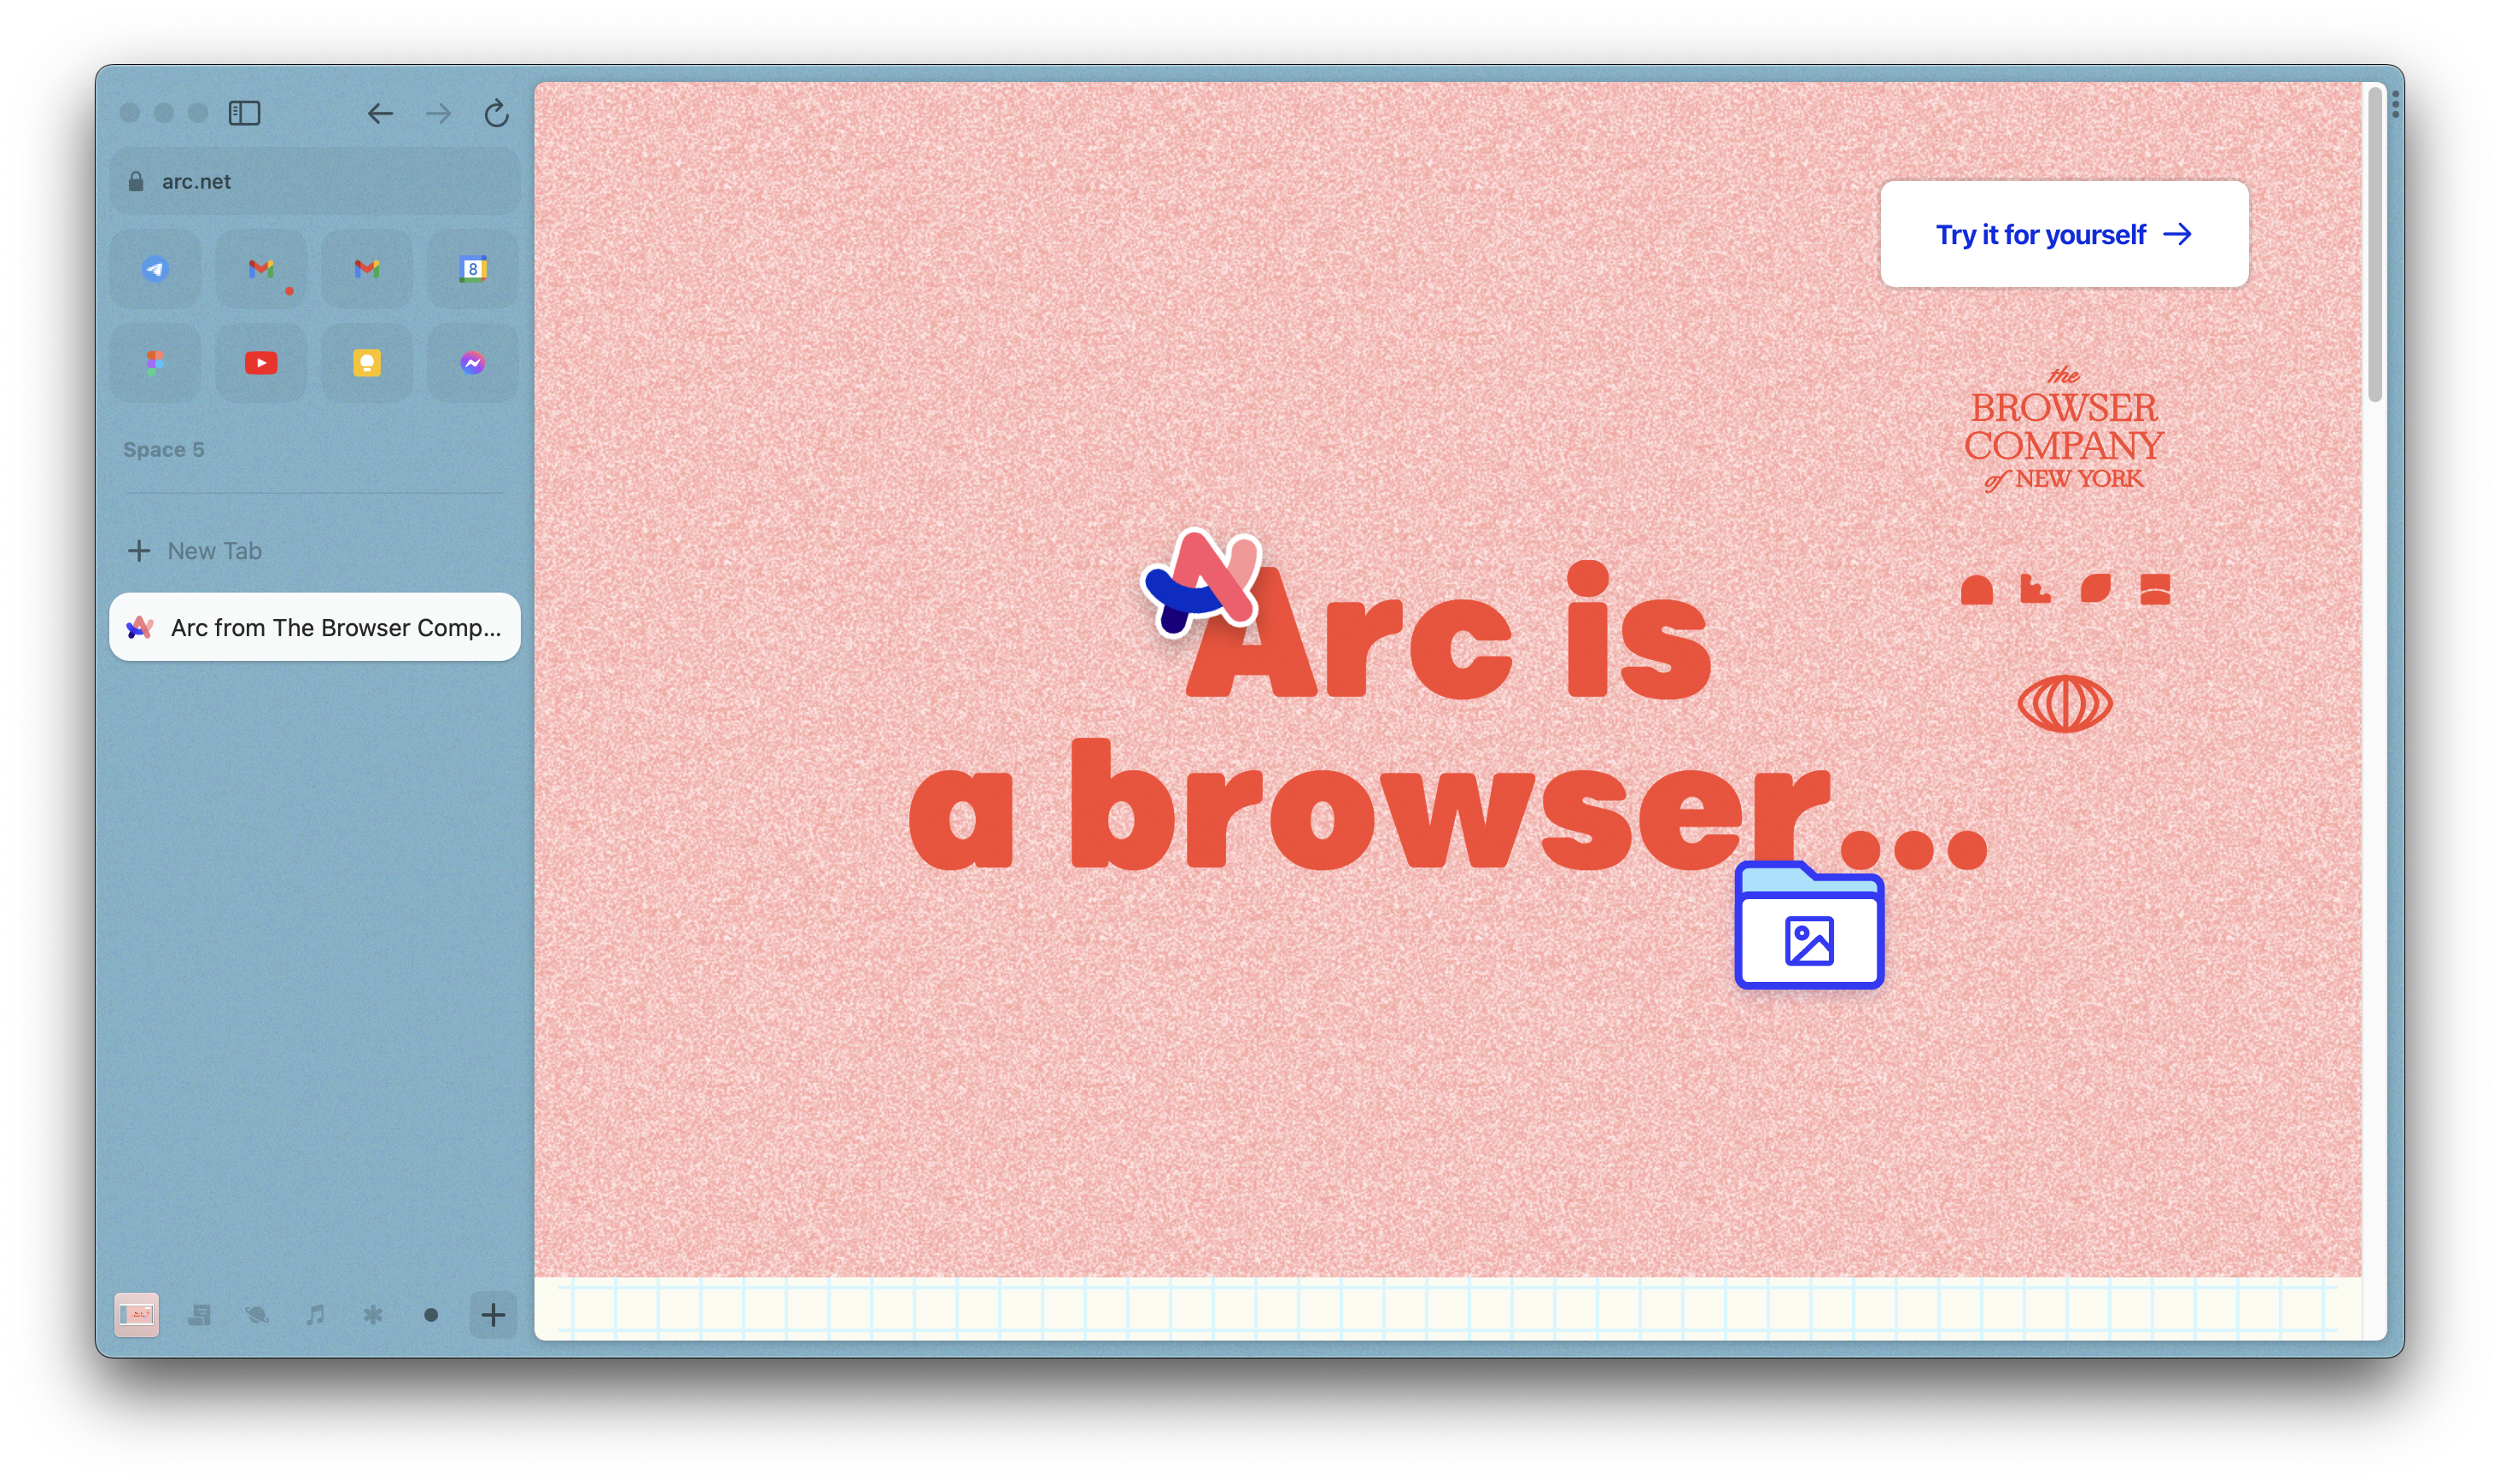 arc.net
8
Space 5
New Tab
Arc from The Browser Comp...
Try it for yourself
the
BROWSER
COMPANY
of NEW YORK
Arc is
a browser...